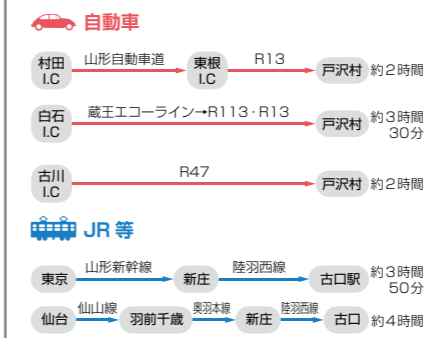 自動車
村田I.C 山形自動車道 東根I.C R13 戸沢村 約2時間
白石I.C 蔵王エコーライン→R113・R13 戸沢村 約3時間30分
古川I.C R47 戸沢村 約2時間
JR 等
東京 山形新幹線 新庄 陸羽西線 古口駅 約3時間50分
仙台 仙山線 羽前千歳 奥羽本線 新庄 陸羽西線 古口 約4時間